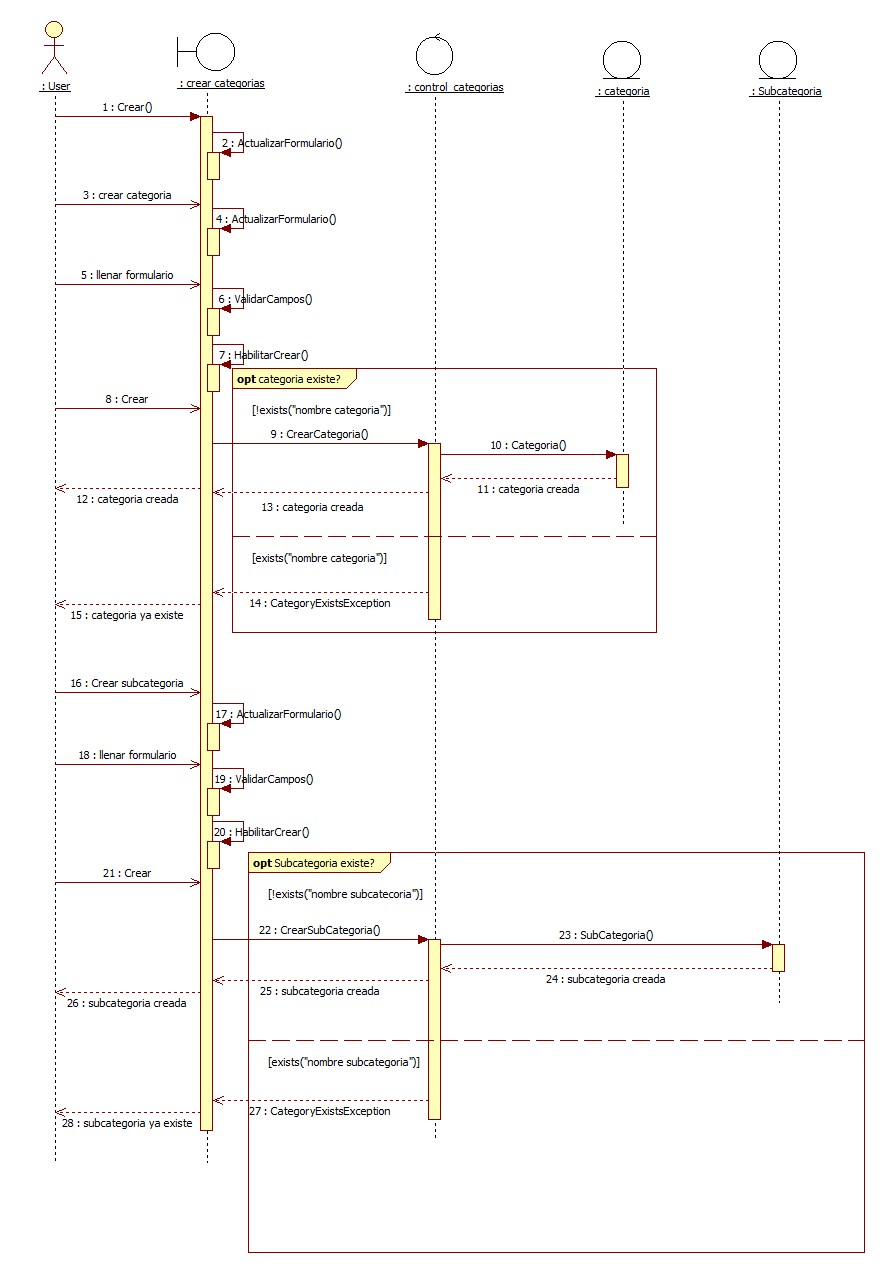 : User
: crear categorias
: control_categorias
: categoria
: Subcategoria
1 : Crear()
2 : ActualizarFormulario()
3 : crear categoria
4 : ActualizarFormulario()
5 : llenar formulario
6 : ValidarCampos()
7 : HabilitarCrear()
opt categoria existe?
8 : Crear
[!exists("nombre categoria")]
9 : CrearCategoria()
10 : Categoria()
11 : categoria creada
12 : categoria creada
13 : categoria creada
[exists("nombre categoria")]
14 : CategoryExistsException
15 : categoria ya existe
16 : Crear subcategoria
17 : ActualizarFormulario()
18 : llenar formulario
19 : ValidarCampos()
20 : HabilitarCrear()
opt Subcategoria existe?
21 : Crear
[!exists("nombre subcatecoria")]
22 : CrearSubCategoria()
23 : SubCategoria()
24 : subcategoria creada
25 : subcategoria creada
26 : subcategoria creada
[exists("nombre subcategoria")]
27 : CategoryExistsException
28 : subcategoria ya existe